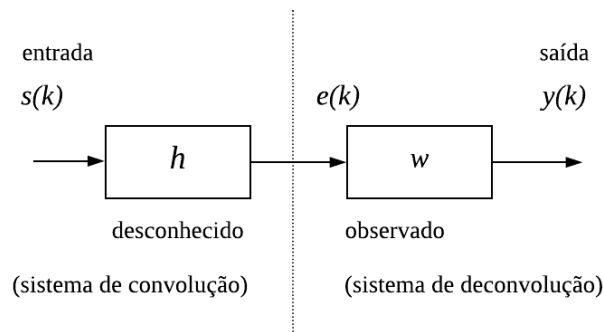 entrada
s(k)
h
desconhecido
(sistema de convolução)
e(k)
w
observado
(sistema de deconvolução)
saída
y(k)